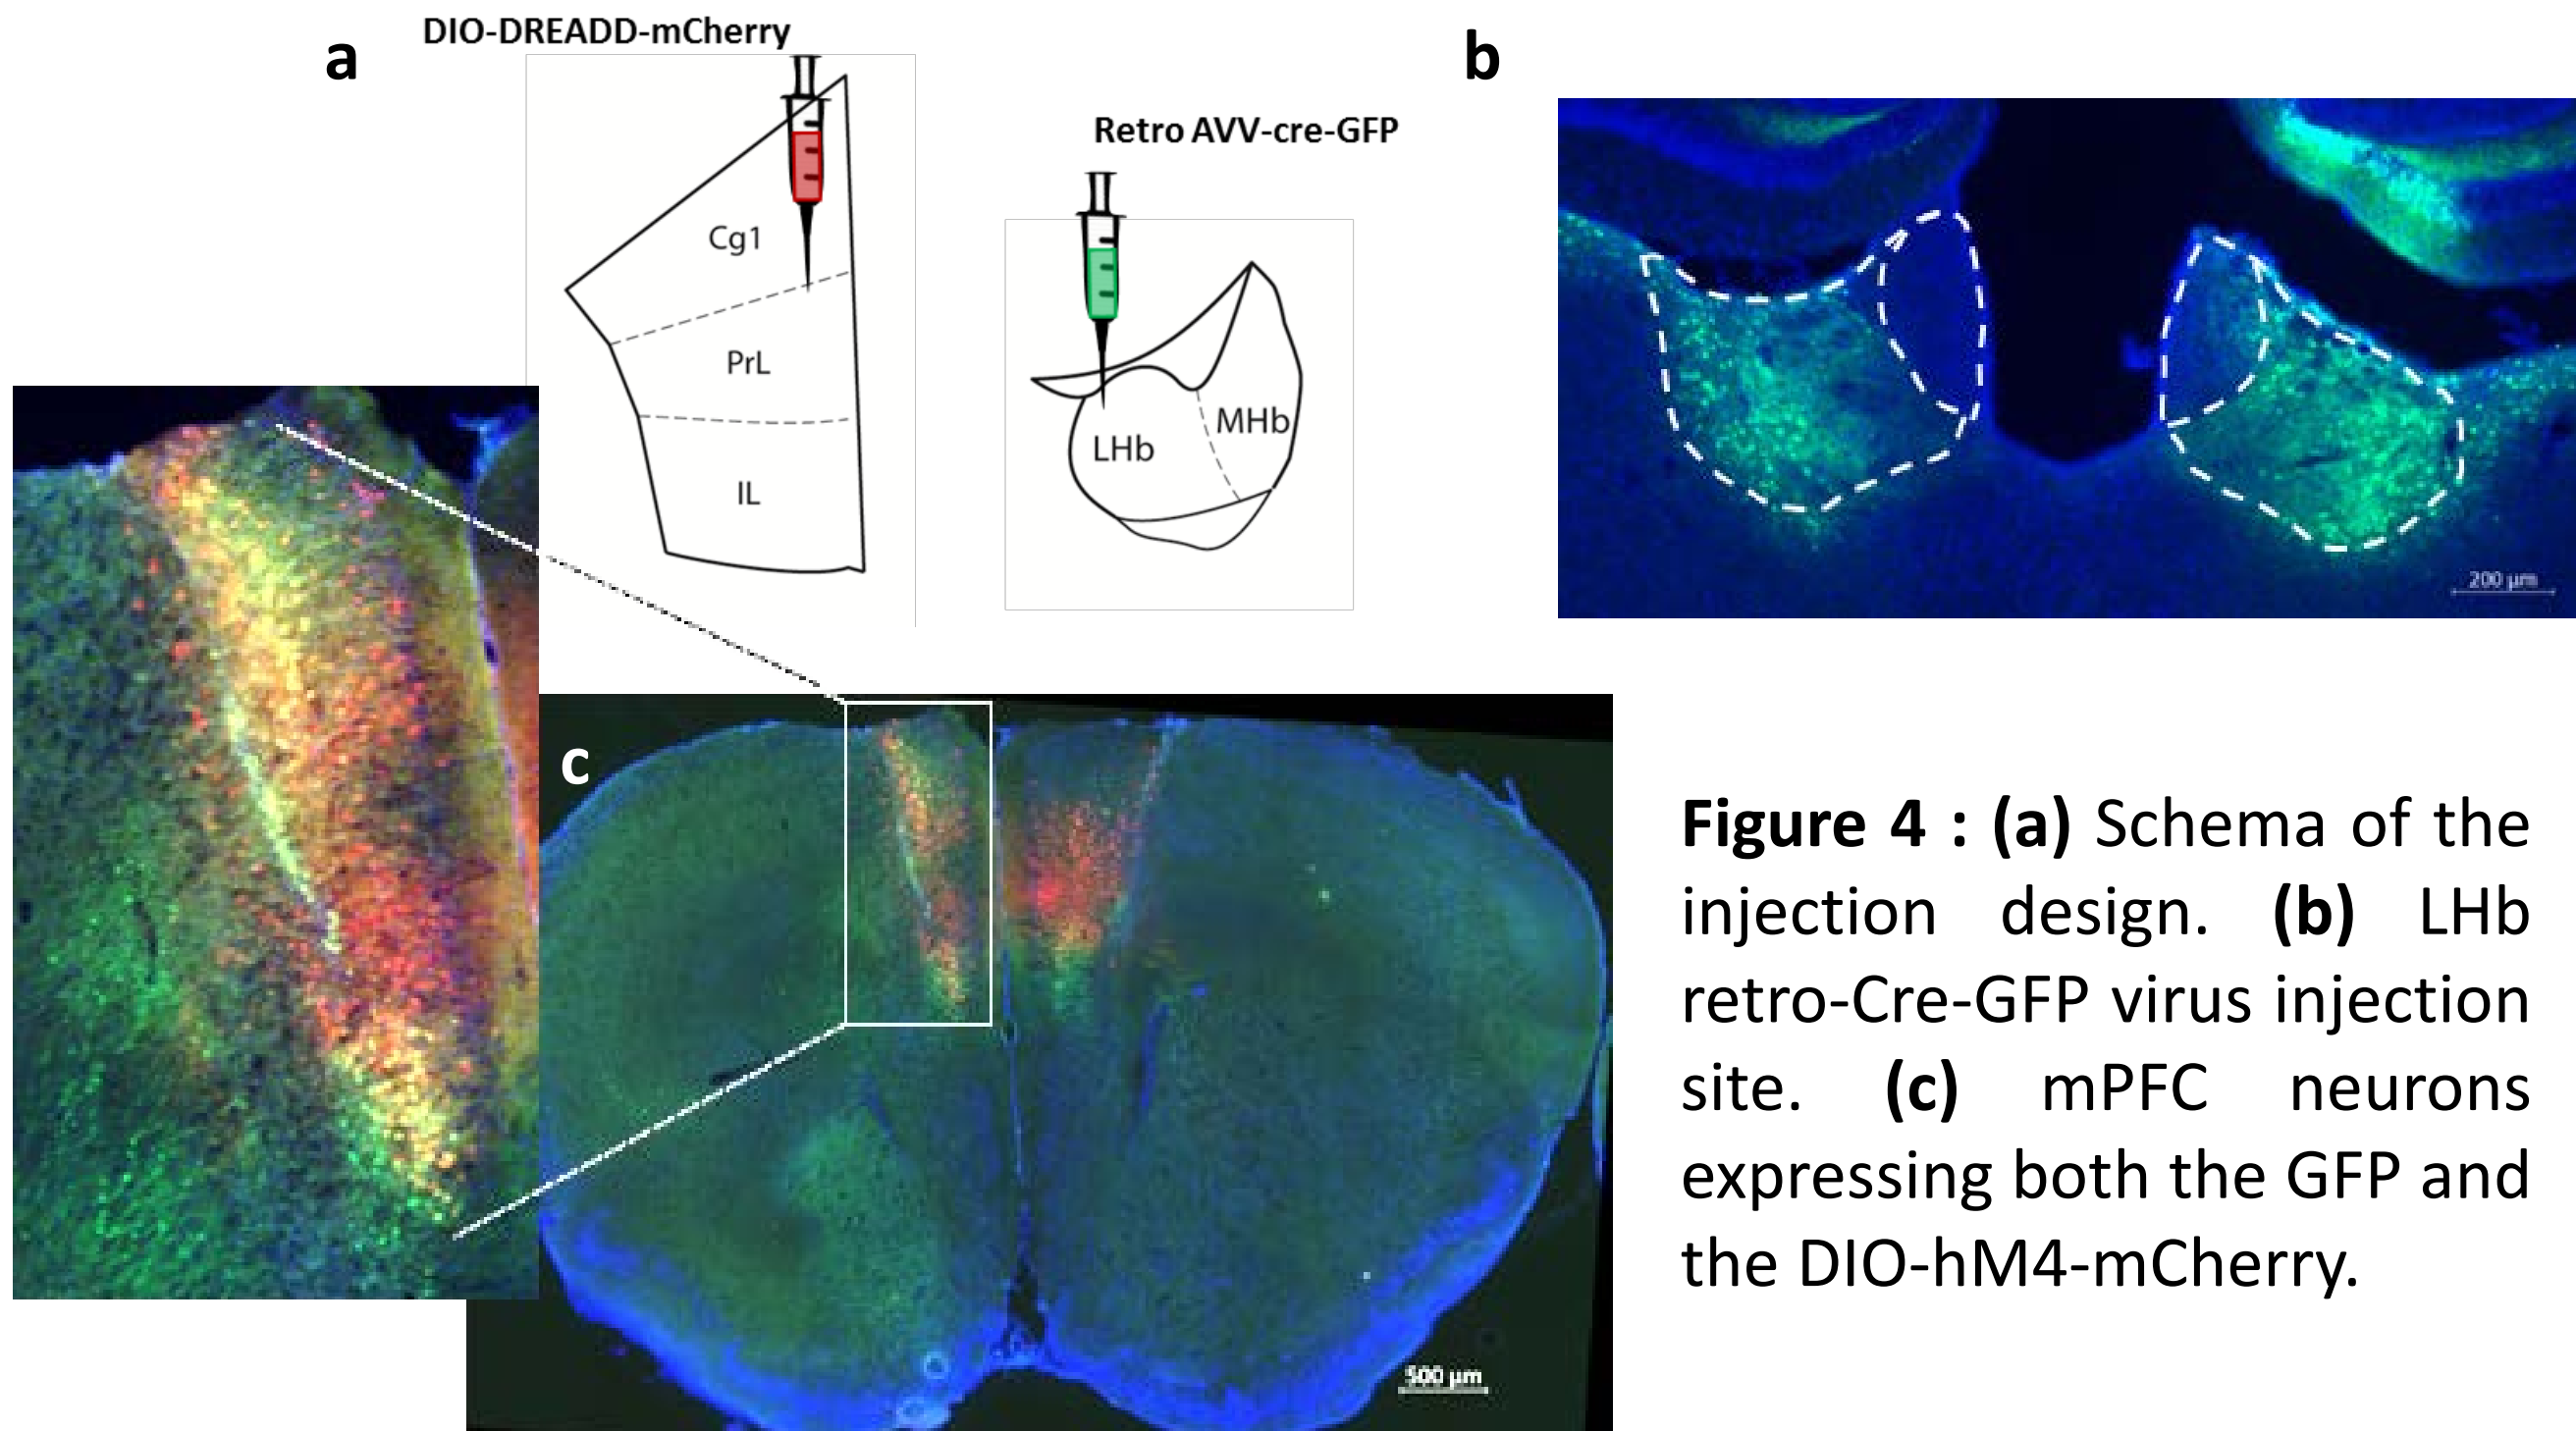 a
DIO-DREADD-mCherry
Cg1
PrL
IL
Retro AVV-cre-GFP
LHb
MHb
b
200 µm
c
500 µm
Figure 4 : (a) Schema of the
injection design. (b) LHb
retro-Cre-GFP virus injection
site. (c) mPFC neurons
expressing both the GFP and
the DIO-hM4-mCherry.